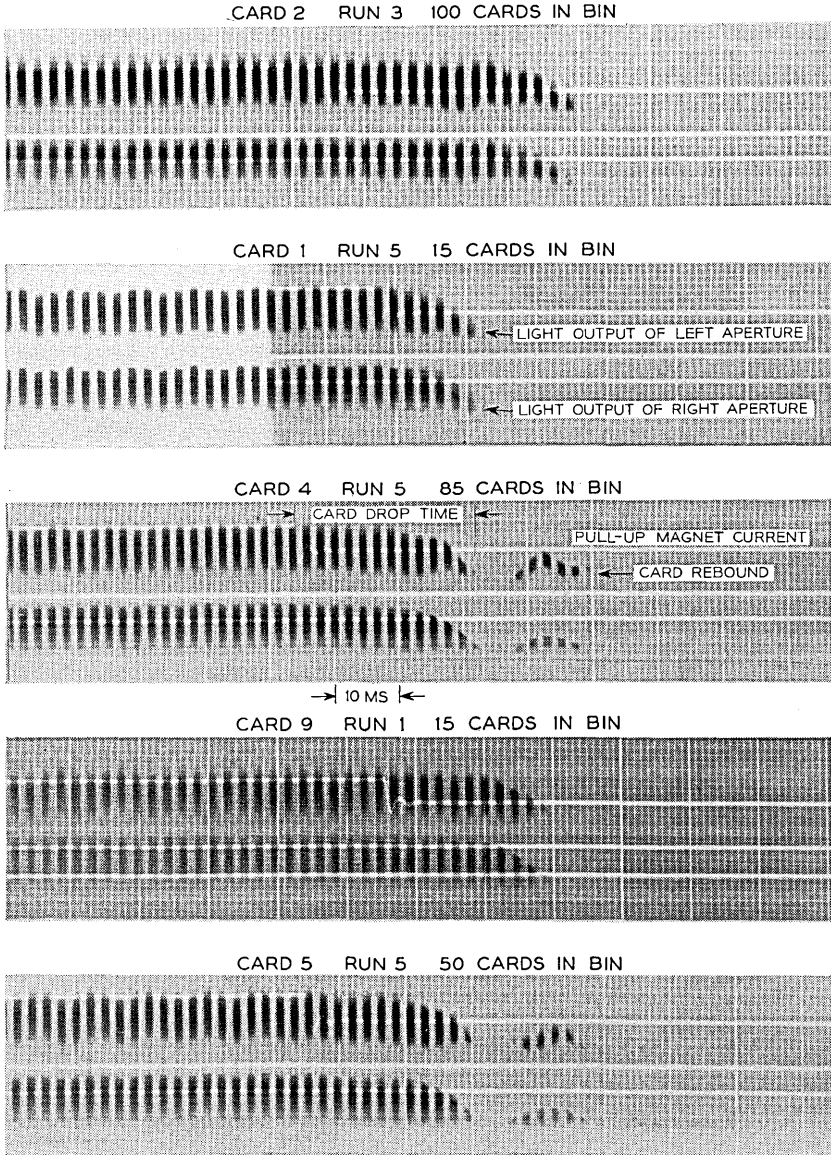 CARD 2 RUN 3 100 CARDS IN BIN
CARD 1 RUN 5 15 CARDS IN BIN
LIGHT OUTPUT OF LEFT APERTURE
LIGHT OUTPUT OF RIGHT APERTURE
CARD 4 RUN 5 85 CARDS IN BIN
CARD DROP TIME
PULL-UP MAGNET CURRENT
CARD REBOUND
10 MS
CARD 9 RUN 1 15 CARDS IN BIN
CARD 5 RUN 5 50 CARDS IN BIN